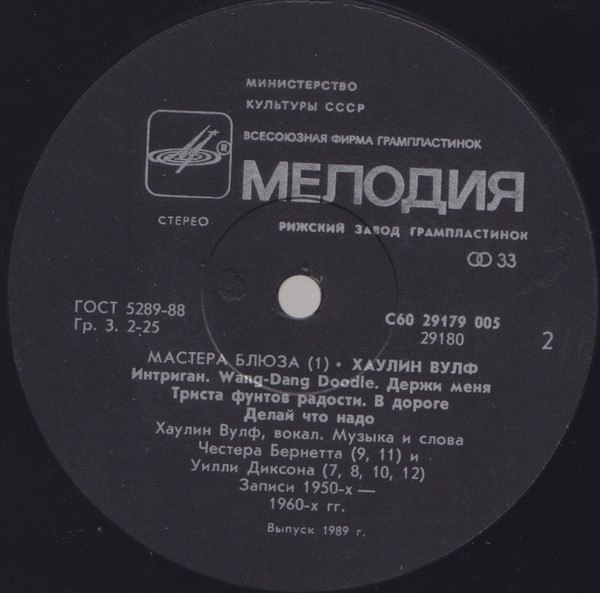 МИНИСТЕРСТВО
КУЛЬТУРЫ СССР
ВСЕСОЮЗНАЯ ФИРМА ГРАМПЛАСТИНОК
®
МЕЛОДИЯ
СТЕРЕО
РИЖСКИЙ ЗАВОД ГРАМПЛАСТИНОК
33
ГОСТ 5289-88
Гр. 3. 2-25
С60 29179 005
29180
2
МАСТЕРА БЛЮЗА (1) • ХАУЛИН ВУЛФ
Интриган. Wang-Dang Doodle. Держи меня
Триста фунтов радости. В дороге
Делай что надо
Хаулин Вулф, вокал. Музыка и слова
Честера Бернетта (9, 11) и
Уилли Диксона (7, 8, 10, 12)
Записи 1950-х —
1960-х гг.
Выпуск 1989 г.